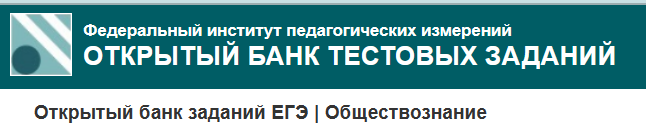 Федеральный институт педагогических измерений
ОТКРЫТЫЙ БАНК ТЕСТОВЫХ ЗАДАНИЙ
Открытый банк заданий ЕГЭ | Обществознание